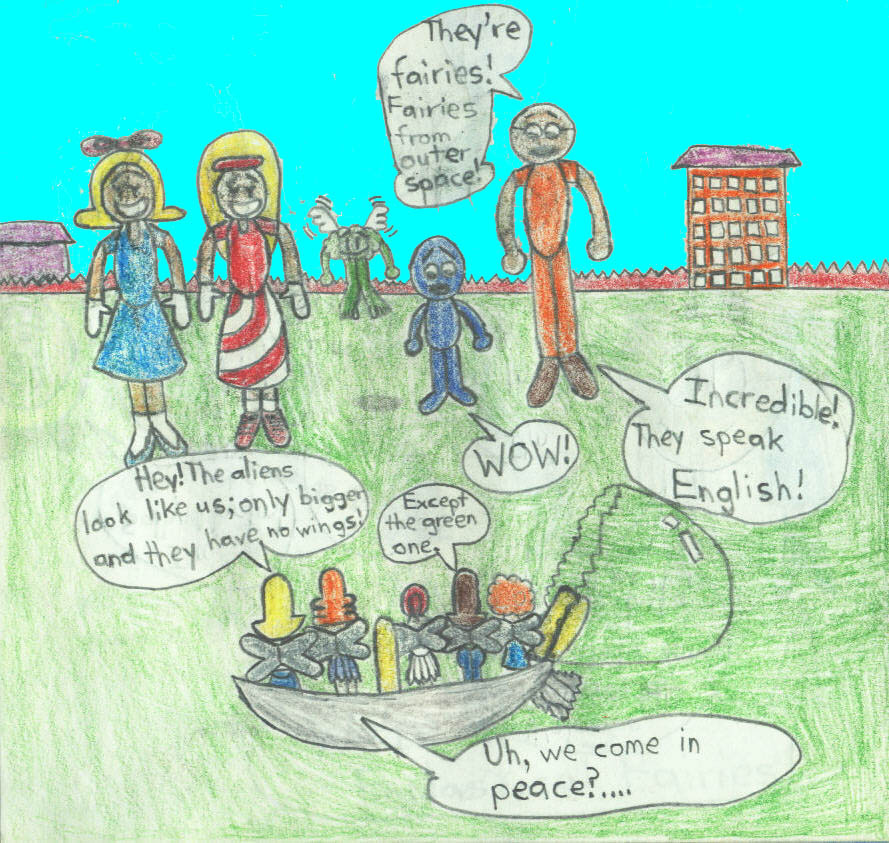 They're
fairies!
Fairies
from
outer
space!
Incredible!
They speak
English!
WOW!
Hey! The aliens
look like us; only bigger
and they have no wings!
Except
the green
one.
Uh, we come in
peace?....